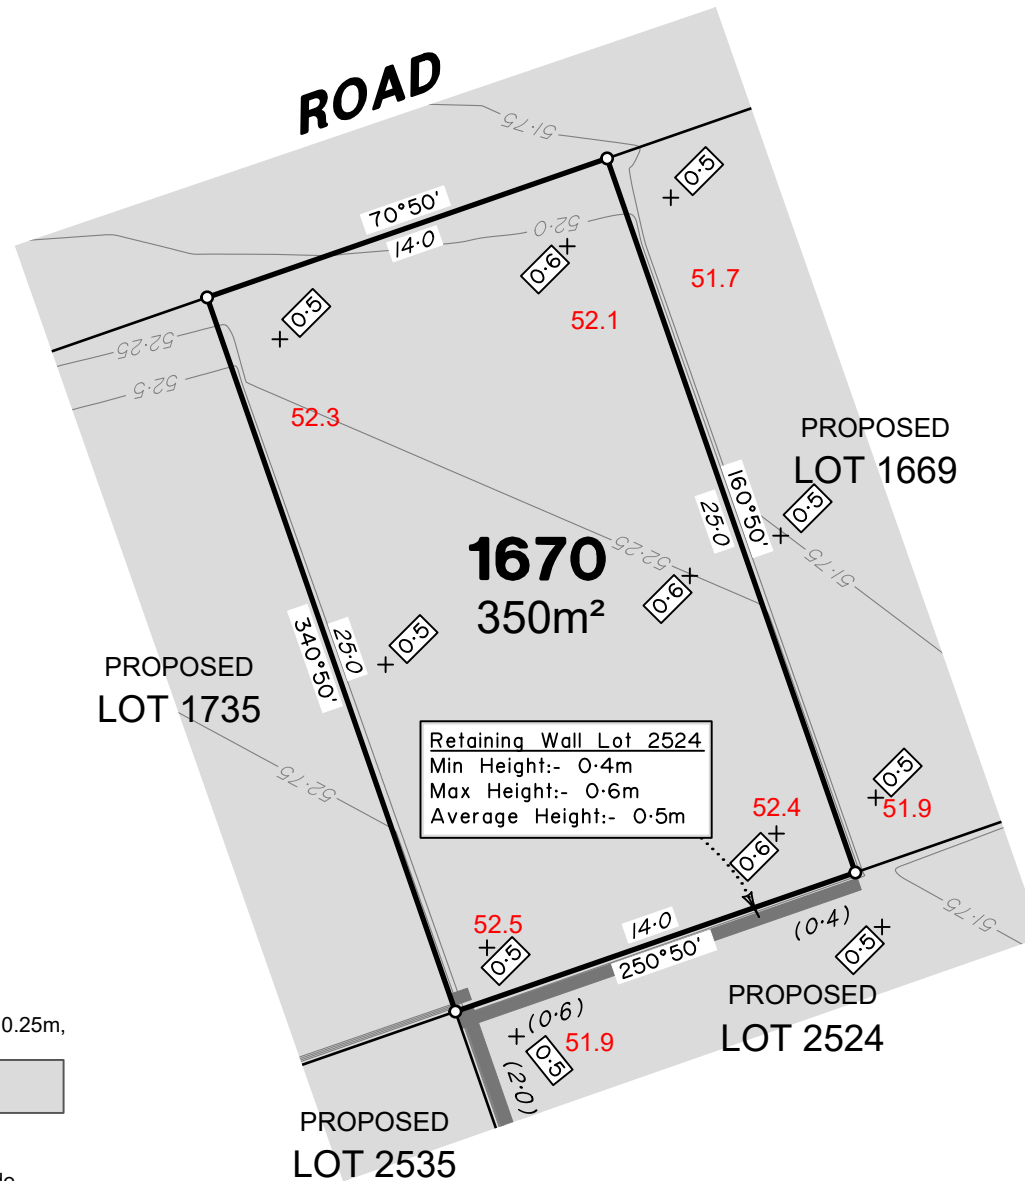 ROAD
51·75
0·5
70°50'
14·0
52·0
0·6
51.7
0·5
52.1
52·25
52·5
52.3
PROPOSED
LOT 1669
160°50'
25·0
0·5
1670
350m²
52·25
51·75
0·6
0·5
340°50'
25·0
PROPOSED
LOT 1735
52·75
Retaining Wall Lot 2524
Min Height:- 0·4m
Max Height:- 0·6m
Average Height:- 0·5m
52.4
0·6
0·5
51.9
52.5
0·5
14·0
250°50'
(0·4)
0·5
51·75
PROPOSED
LOT 2524
(0·6)
51.9
0·5
(2·0)
0.25m,
PROPOSED
LOT 2535